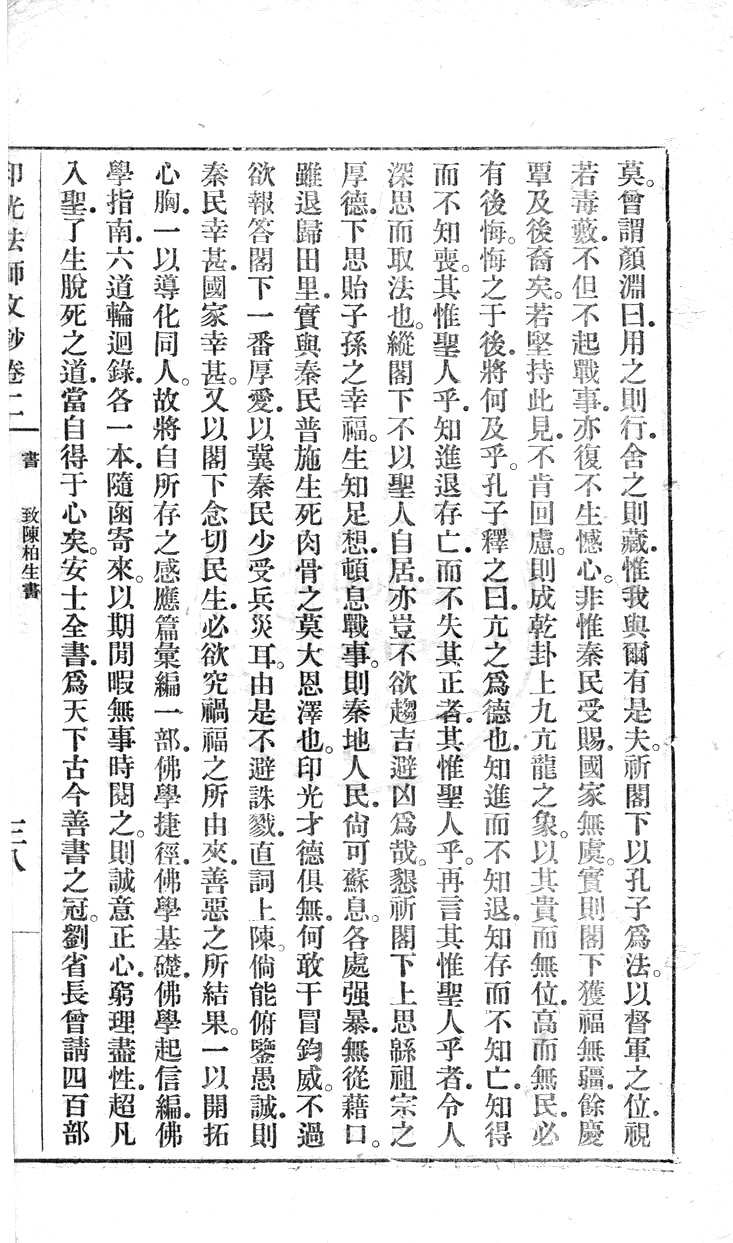 莫。曾謂顏淵曰。用之則行。舍之則藏。惟我與爾有是夫。祈閣下以孔子爲法。以督軍之位。視
若毒藪。不但不起戰事。亦復不生憾心。非惟秦民受賜。國家無虞。實則閣下獲福無疆。餘慶
覃及後裔矣。若堅持此見。不肯回慮。則成乾卦上九亢龍之象。以其貴而無位。高而無民。必
有後悔。悔之于後。將何及乎。孔子釋之曰。亢之爲德也。知進而不知退。知存而不知亡。知得
而不知喪。其惟聖人乎。知進退存亡。而不失其正者。其惟聖人乎。再言其惟聖人乎者。令人
深思而取法也。縱閣下不以聖人自居。亦豈不欲趨吉避凶爲哉。懇祈閣下上思緜祖宗之
厚德。下思貽子孫之幸福。生知足想。頓息戰事。則秦地人民。尙可蘇息。各處强暴。無從藉口。
雖退歸田里。實與秦民普施生死肉骨之莫大恩澤也。印光才德俱無。何敢干冒鈞威。不過
欲報答閣下一番厚愛。以冀秦民少受兵災耳。由是不避誅戮。直詞上陳。倘能俯鑒愚誠。則
秦民幸甚。國家幸甚。又以閣下念切民生。必欲究禍福之所由來。善惡之所結果。一以開拓
心胸。一以導化同人。故將自所存之感應篇彙編一部。佛學捷徑。佛學基礎。佛學起信編。佛
學指南。六道輪迴錄。各一本。隨函寄來。以期閒暇無事時閱之。則誠意正心。窮理盡性。超凡
入聖。了生脫死之道。當自得于心矣。安士全書。爲天下古今善書之冠。劉省長曾請四百部
印光法師文鈔卷二 書 致陳柏生書 三八